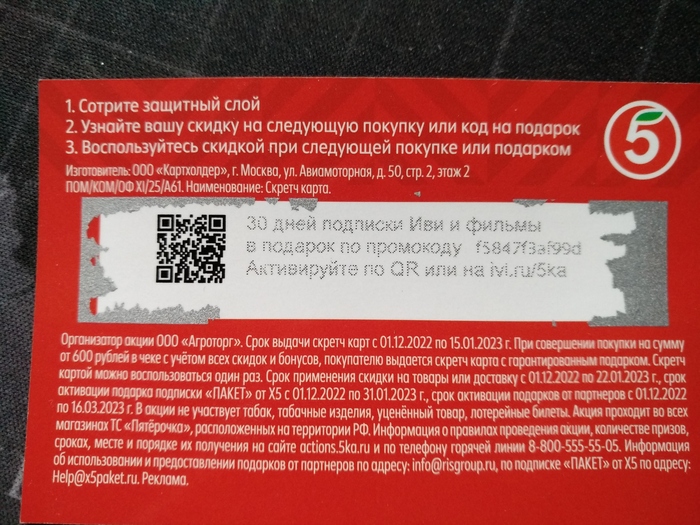 1. Сотрите защитный слой
2. Узнайте вашу скидку на следующую покупку или код на подарок
3. Воспользуйтесь скидкой при следующей покупке или подарком
5
Изготовитель: ООО «Картхолдер», г. Москва, ул. Авиамоторная, д. 50, стр. 2, этаж 2
ПОМ/КОМ/ОФ XI/25/А61. Наименование: Скретч карта.
30 дней подписки Иви и фильмы
в подарок по промокоду f5847f3af99d
Активируйте по QR или на ivi.ru/5ka
Организатор акции ООО «Агроторг». Срок выдачи скретч карт с 01.12.2022 по 15.01.2023 г. При совершении покупки на сумму
от 600 рублей в чеке с учётом всех скидок и бонусов, покупателю выдается скретч карта с гарантированным подарком. Скретч
картой можно воспользоваться один раз. Срок применения скидки на товары или доставку с 01.12.2022 по 22.01.2023 г., срок
активации подарка подписки «ПАКЕТ» от X5 с 01.12.2022 по 31.01.2023 г., срок активации подарков от партнеров с 01.12.2022
по 16.03.2023 г. В акции не участвует табак, табачные изделия, уценённый товар, лотерейные билеты. Акция проходит во всех
магазинах ТС «Пятёрочка», расположенных на территории РФ. Информация о правилах проведения акции, количестве призов,
сроках, месте и порядке их получения на сайте actions.5ka.ru и по телефону горячей линии 8-800-555-55-05. Информация
об использовании и предоставлении подарков от партнеров по адресу: info@risgroup.ru, по подписке «ПАКЕТ» от X5 по адресу:
Help@x5paket.ru. Реклама.